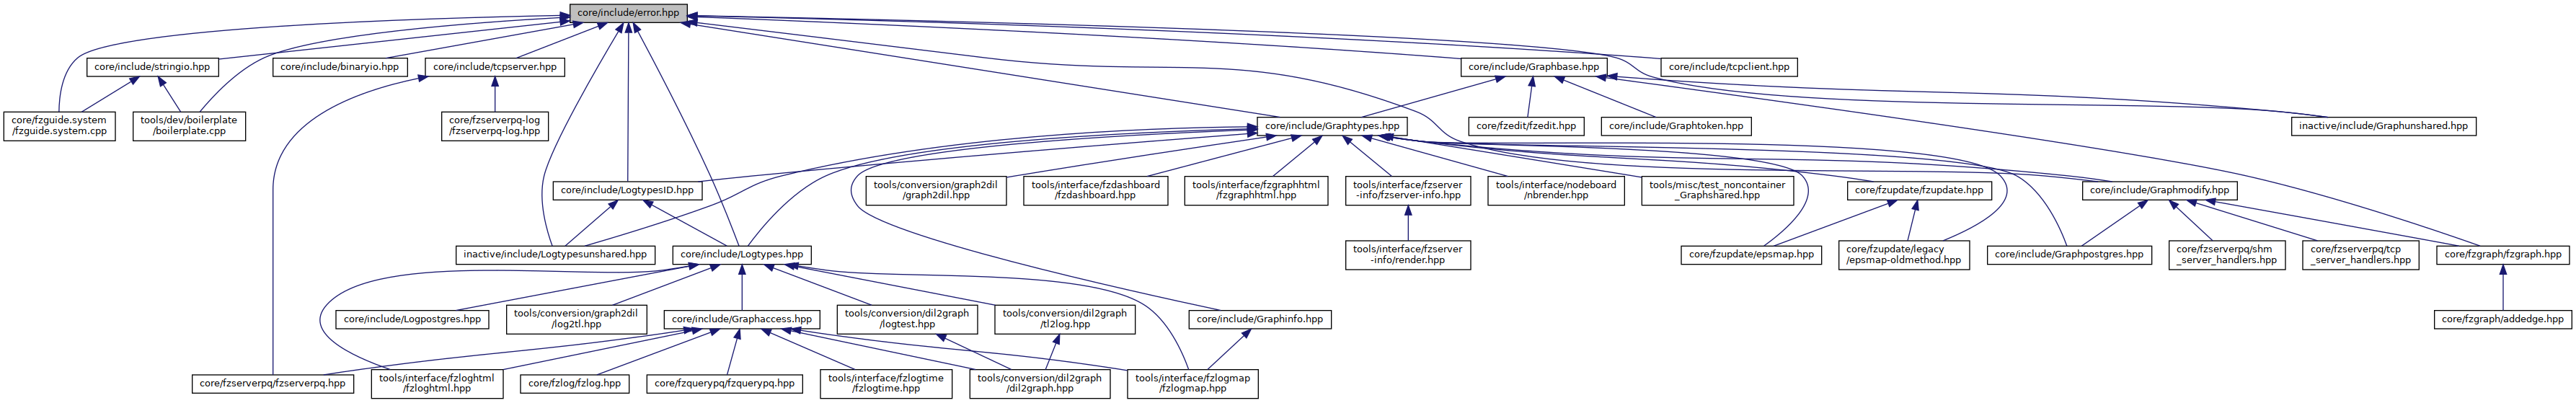 core/include/error.hpp
core/include/stringio.hpp
core/include/binaryio.hpp
core/include/tcpserver.hpp
core/include/Graphbase.hpp
core/include/tcpclient.hpp
core/fzguide.system
/fzguide.system.cpp
tools/dev/boilerplate
/boilerplate.cpp
core/fzserverpq-log
/fzserverpq-log.hpp
core/include/Graphtypes.hpp
core/fzedit/fzedit.hpp
core/include/Graphtoken.hpp
inactive/include/Graphunshared.hpp
core/include/LogtypesID.hpp
tools/conversion/graph2dil
/graph2dil.hpp
tools/interface/fzdashboard
/fzdashboard.hpp
tools/interface/fzgraphhtml
/fzgraphhtml.hpp
tools/interface/fzserver
-info/fzserver-info.hpp
tools/interface/nodeboard
/nbrender.hpp
tools/misc/test_noncontainer
_Graphshared.hpp
core/fzupdate/fzupdate.hpp
core/include/Graphmodify.hpp
inactive/include/Logtypesunshared.hpp
core/include/Logtypes.hpp
tools/interface/fzserver
-info/render.hpp
core/fzupdate/epsmap.hpp
core/fzupdate/legacy
/epsmap-oldmethod.hpp
core/include/Graphpostgres.hpp
core/fzserverpq/shm
_server_handlers.hpp
core/fzserverpq/tcp
_server_handlers.hpp
core/fzgraph/fzgraph.hpp
core/include/Logpostgres.hpp
tools/conversion/graph2dil
/log2tl.hpp
core/include/Graphaccess.hpp
tools/conversion/dil2graph
/logtest.hpp
tools/conversion/dil2graph
/tl2log.hpp
core/include/Graphinfo.hpp
core/fzgraph/addedge.hpp
core/fzserverpq/fzserverpq.hpp
tools/interface/fzloghtml
/fzloghtml.hpp
core/fzlog/fzlog.hpp
core/fzquerypq/fzquerypq.hpp
tools/interface/fzlogtime
/fzlogtime.hpp
tools/conversion/dil2graph
/dil2graph.hpp
tools/interface/fzlogmap
/fzlogmap.hpp